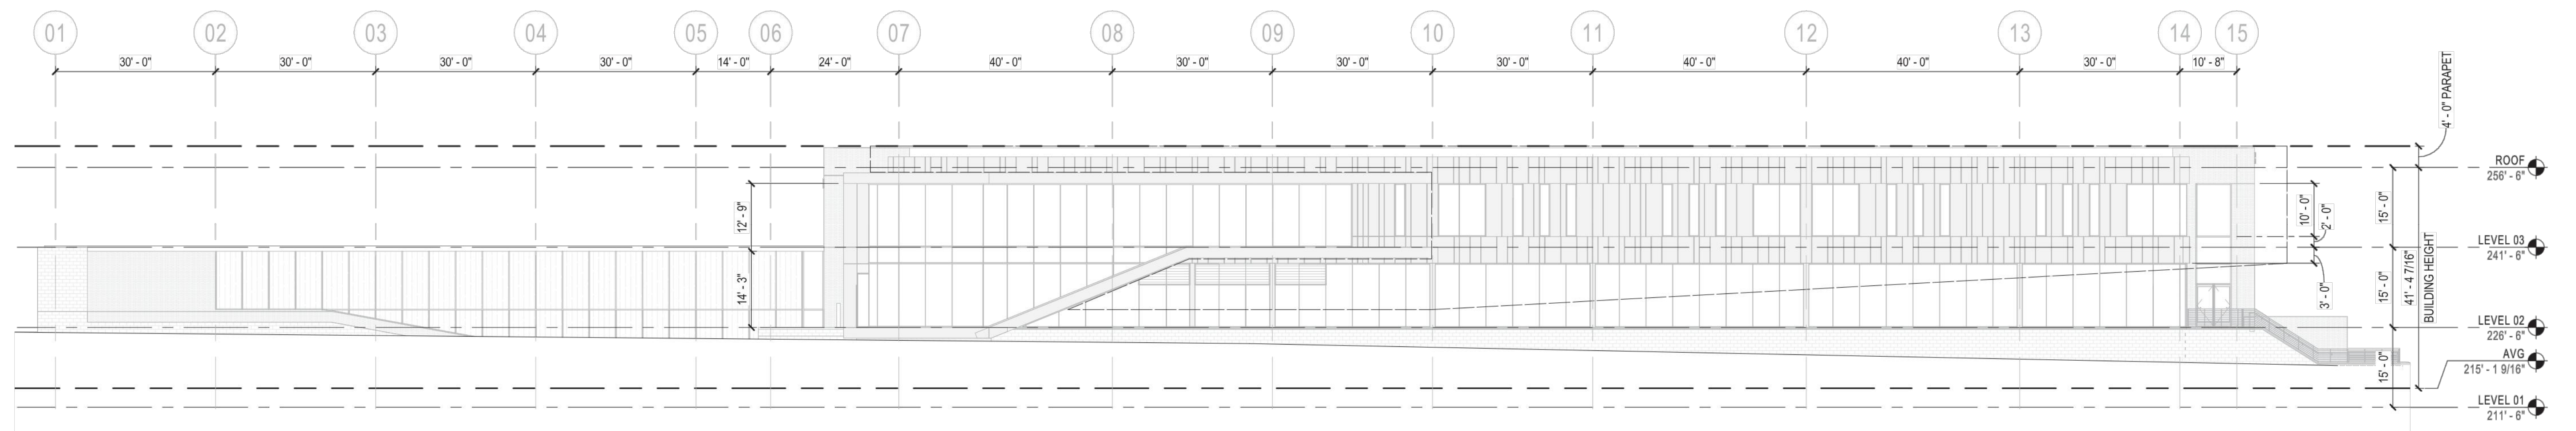 01 02 03 04 05 06 07 08 09 10 11 12 13 14 15
30' - 0" 30' - 0" 30' - 0" 30' - 0" 14' - 0" 24' - 0" 40' - 0" 30' - 0" 30' - 0" 30' - 0" 40' - 0" 40' - 0" 30' - 0" 10' - 8"
4' - 0" PARAPET
ROOF
256' - 6"
12' - 9"
10' - 0"
2' - 0"
15' - 0"
LEVEL 03
241' - 6"
14' - 3"
3' - 0"
15' - 0"
41' - 4 7/16"
BUILDING HEIGHT
LEVEL 02
226' - 6"
AVG
215' - 1 9/16"
15' - 0"
LEVEL 01
211' - 6"